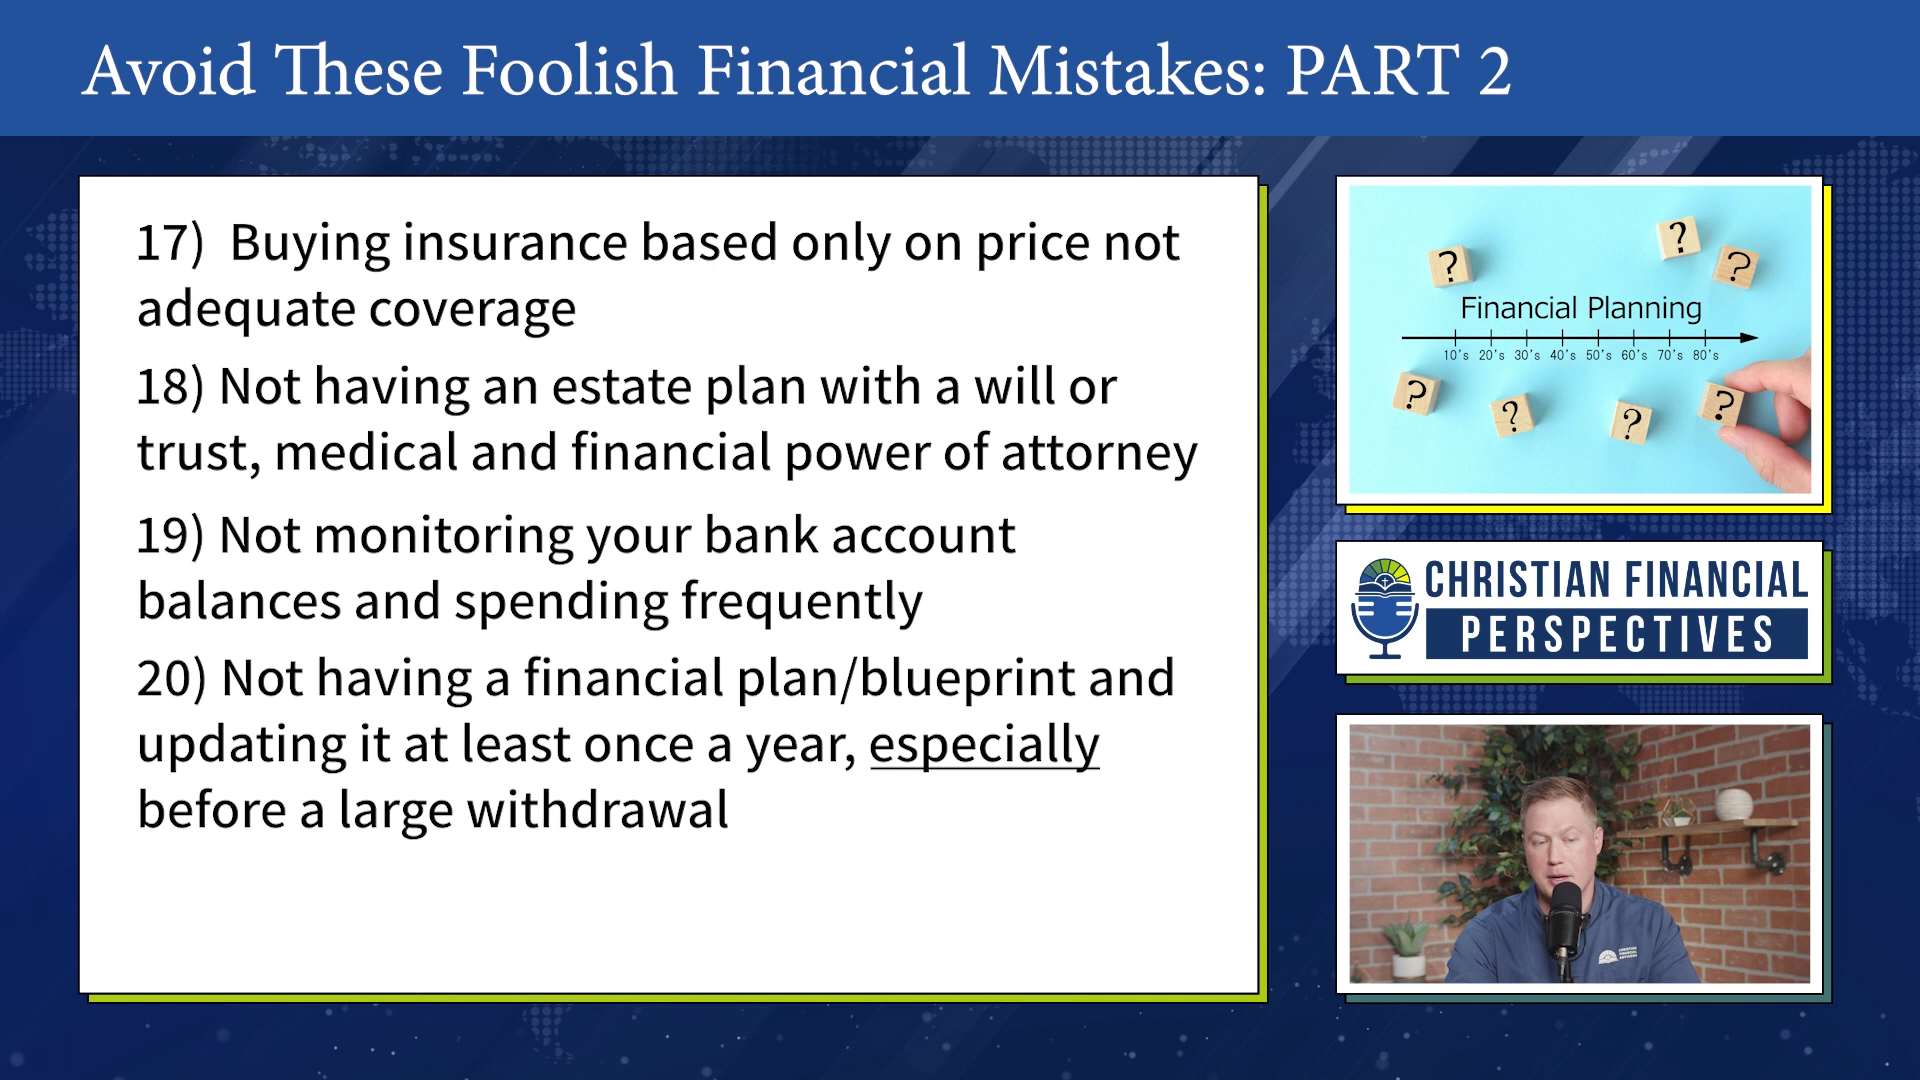 Avoid These Foolish Financial Mistakes: PART 2
17)  Buying insurance based only on price not
adequate coverage
18) Not having an estate plan with a will or
trust, medical and financial power of attorney
19) Not monitoring your bank account
balances and spending frequently
20) Not having a financial plan/blueprint and
updating it at least once a year, especially
before a large withdrawal
? ? ?
Financial Planning
10's 20's 30's 40's 50's 60's 70's 80's
? ? ? ?
CHRISTIAN FINANCIAL
PERSPECTIVES
CHRISTIAN
FINANCIAL
ADVISORS